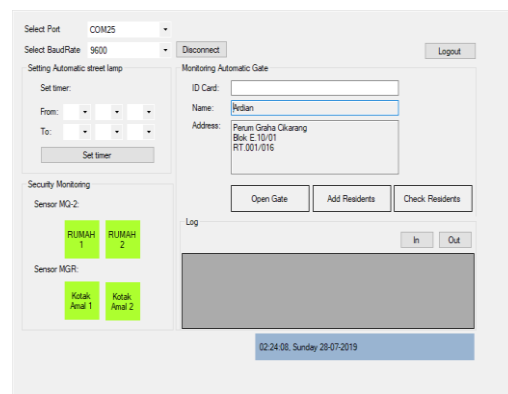 Select Port COM25
Select BaudRate 9600 Disconnect Logout
Setting Automatic street lamp
Set timer:
From:
To:
Set timer
Monitoring Automatic Gate
ID Card:
Name: Ardian
Address: Perum Graha Cikarang
Blok E.10/01
RT.001/016
Open Gate Add Residents Check Residents
Security Monitoring
Sensor MQ-2:
RUMAH 
1
RUMAH
2
Sensor MGR:
Kotak
Amal 1
Kotak
Amal 2
Log
In Out
02:24:08, Sunday 28-07-2019